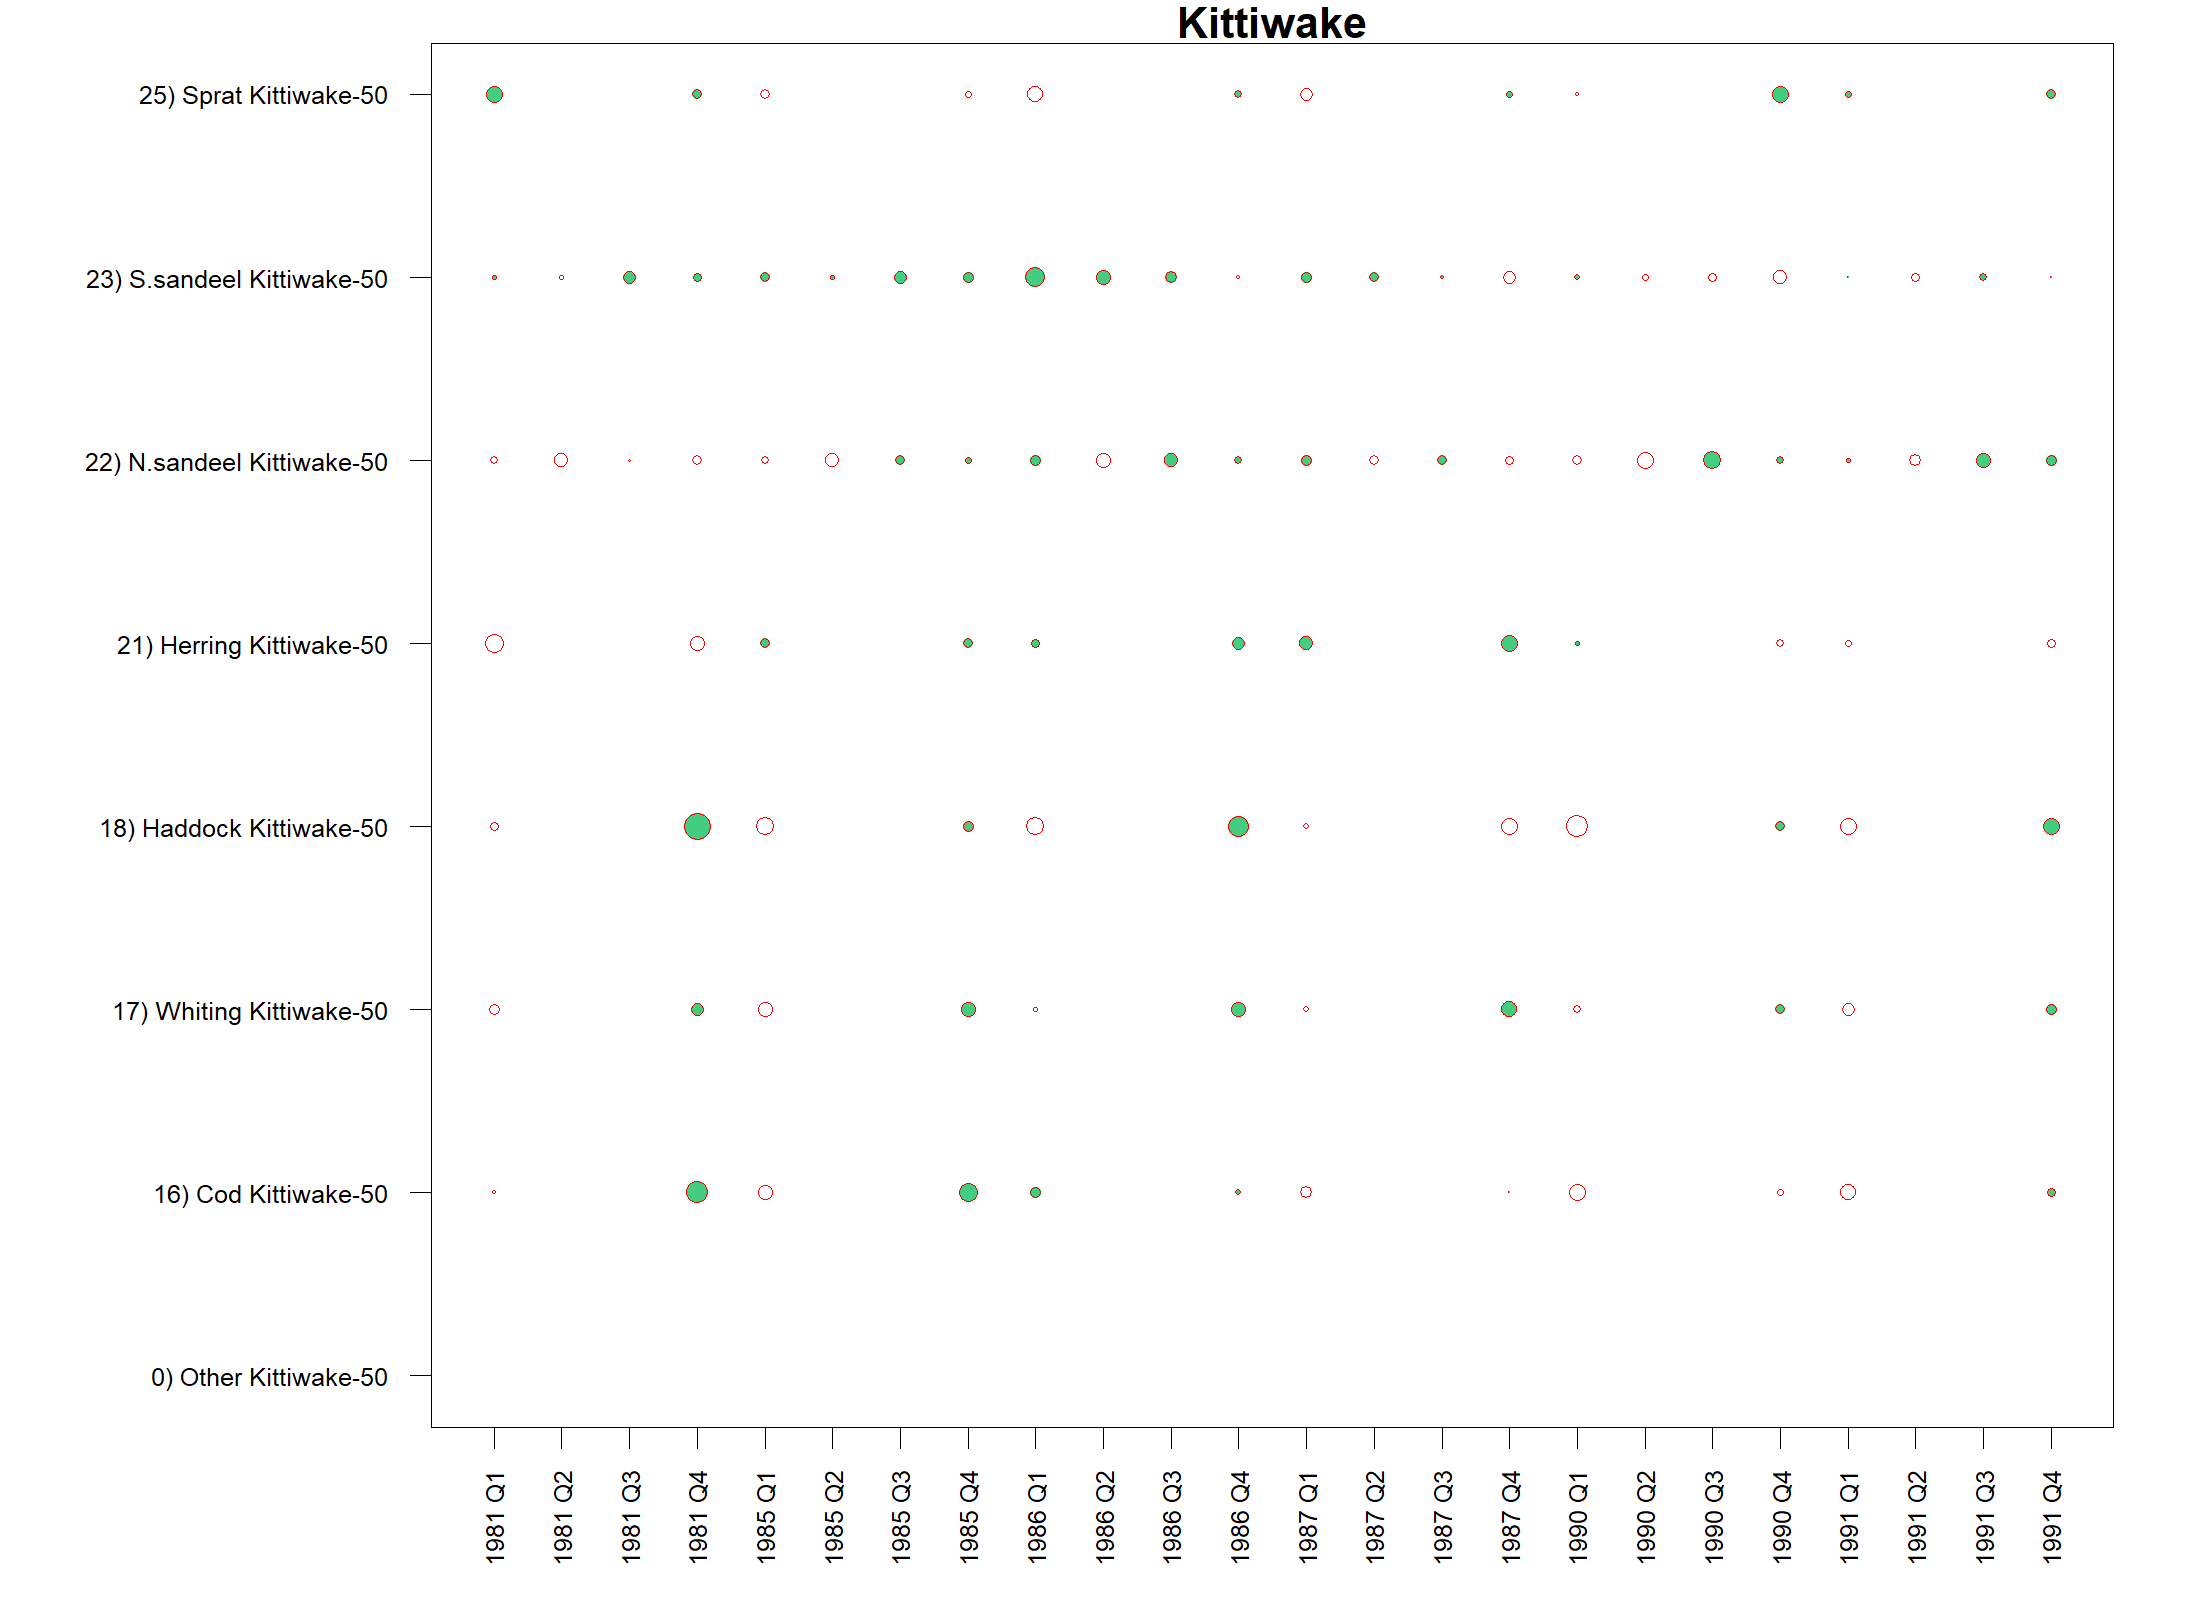 Kittiwake
25) Sprat Kittiwake-50
23) S.sandeel Kittiwake-50
22) N.sandeel Kittiwake-50
21) Herring Kittiwake-50
18) Haddock Kittiwake-50
17) Whiting Kittiwake-50
16) Cod Kittiwake-50
0) Other Kittiwake-50
1981 Q1
1981 Q2
1981 Q3
1981 Q4
1985 Q1
1985 Q2
1985 Q3
1985 Q4
1986 Q1
1986 Q2
1986 Q3
1986 Q4
1987 Q1
1987 Q2
1987 Q3
1987 Q4
1990 Q1
1990 Q2
1990 Q3
1990 Q4
1991 Q1
1991 Q2
1991 Q3
1991 Q4